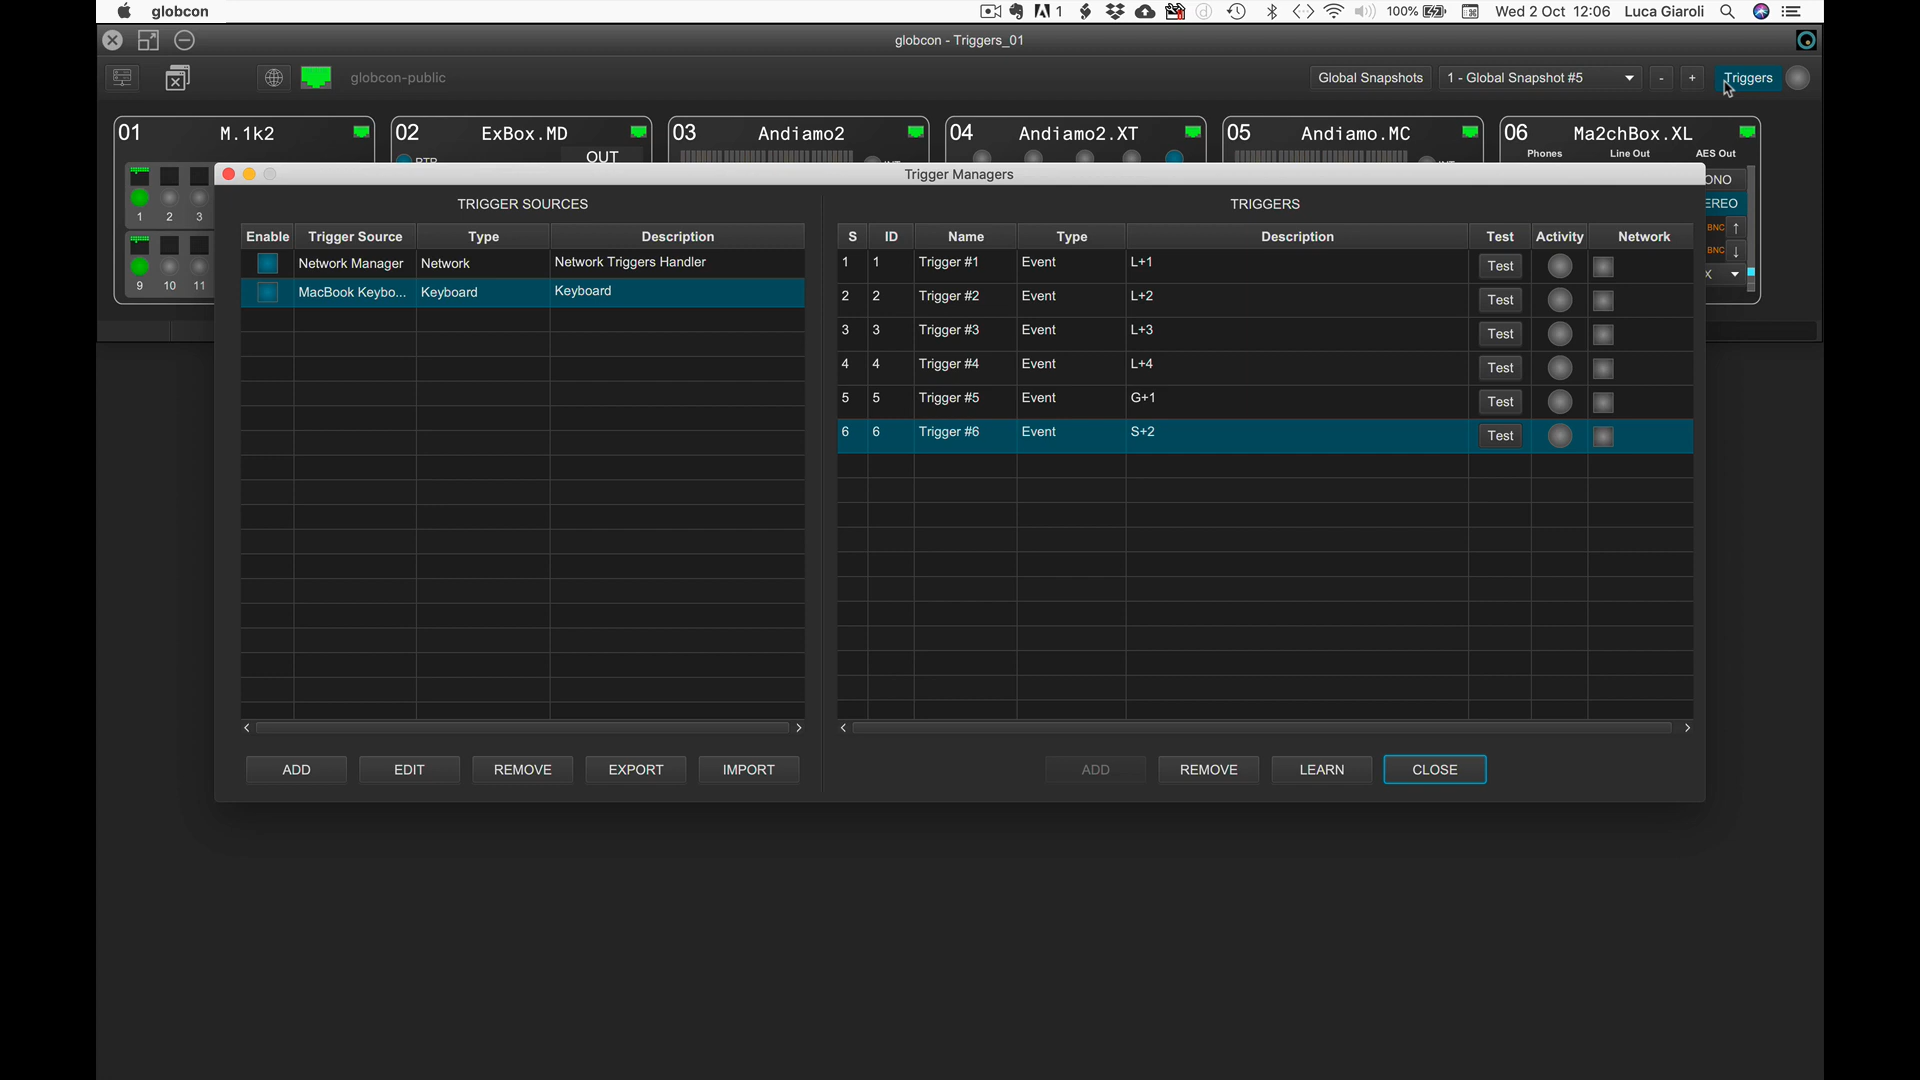 globcon
1
100%
Wed 2 Oct 12:06
Luca Giaroli
globcon - Triggers_01
globcon-public
Global Snapshots
1 - Global Snapshot #5
-
+
Triggers
01 M.1k2
02 ExBox.MD
03 Andiamo2
04 Andiamo2.XT
05 Andiamo.MC
06 Ma2chBox.XL
OUT
Phones Line Out AES Out
1 2 3
9 10 11
ONO
EREO
BNC
BNC
X
Trigger Managers
TRIGGER SOURCES
Enable Trigger Source Type Description
Network Manager Network Network Triggers Handler
MacBook Keybo... Keyboard Keyboard
ADD EDIT REMOVE EXPORT IMPORT
TRIGGERS
S ID Name Type Description Test Activity Network
1 1 Trigger #1 Event L+1 Test
2 2 Trigger #2 Event L+2 Test
3 3 Trigger #3 Event L+3 Test
4 4 Trigger #4 Event L+4 Test
5 5 Trigger #5 Event G+1 Test
6 6 Trigger #6 Event S+2 Test
ADD REMOVE LEARN CLOSE